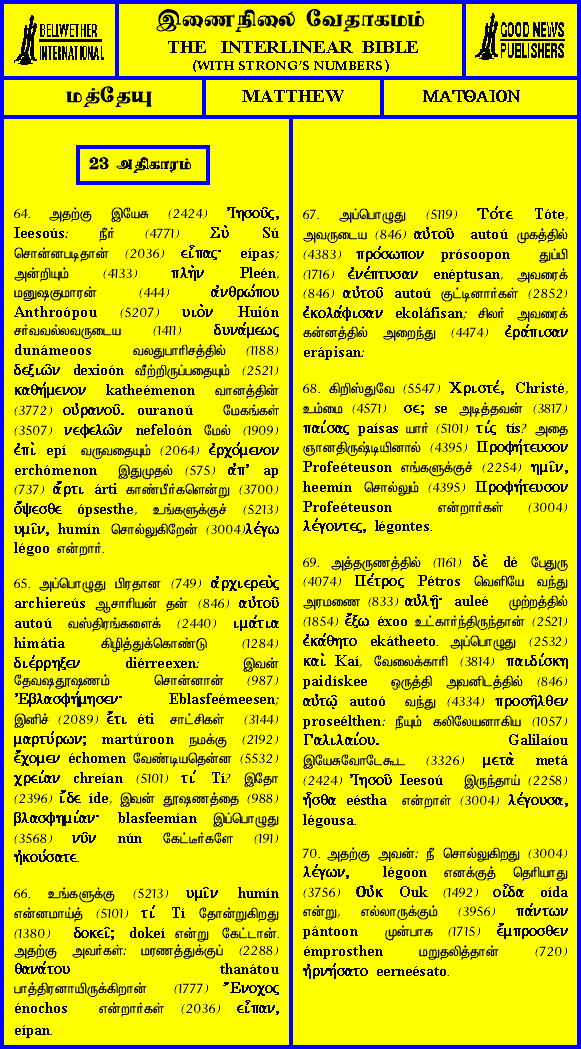 BELLWETHER
INTERNATIONAL
இணைநிலை வேதாகமம்
THE INTERLINEAR BIBLE
(WITH STRONG'S NUMBERS)
GOOD NEWS
PUBLISHERS
மத்தேயு
MATTHEW
ΜΑΤΘΑΙΟΝ
23 அதிகாரம்
64. அதற்கு இயேசு (2424) Ἰησοῦς,
Ieesoús: நீர் (4771) Σὺ Sú
சொன்னபடிதான் (2036) εἶπας· eípas;
அன்றியும் (4133) πλὴν Pleén,
மனுஷகுமாரன் (444) ἀνθρώπου
Anthroópou (5207) υιὸν Huión
சர்வவல்லவருடைய (1411) δυνάμεως
dunámeoos வலதுபாரிசத்தில் (1188)
δεξιῶν dexioón வீற்றிருப்பதையும் (2521)
καθήμενον katheémenon வானத்தின்
(3772) οὐρανοῦ. ouranoú மேகங்கள்
(3507) νεφελῶν nefeloón மேல் (1909)
ἐπὶ epí வருவதையும் (2064) ἐρχόμενον
erchómenon இதுமுதல் (575) ἀπ' ap
(737) ἄρτι árti காண்பீர்களென்று (3700)
ὄψεσθε ópsesthe, உங்களுக்குச் (5213)
υμῖν, humín சொல்லுகிறேன் (3004)λέγω
légoo என்றார்.
65. அப்பொழுது பிரதான (749) ἀρχιερεὺς
archiereús ஆசாரியன் தன் (846) αὐτοῦ
autoú வஸ்திரங்களைக் (2440) ιμάτια
himátia கிழித்துக்கொண்டு (1284)
διέρρηξεν diérreexen: இவன்
தேவஷதூஷணம் சொன்னான் (987)
Ἐβλασφήμησεν· Eblasfeémeesen;
இனிச் (2089) ἔτι éti சாட்சிகள் (3144)
μαρτύρων; martúroon நமக்கு (2192)
ἔχομεν échomen வேண்டியதென்ன (5532)
χρείαν chreían (5101) τί Tí? இதோ
(2396) ἴδε íde, இவன் தூஷணத்தை (988)
βλασφημίαν· blasfeemían இப்பொழுது
(3568) νῦν nún கேட்டீர்களே (191)
ἠκούσατε.
66. உங்களுக்கு (5213) υμῖν humín
என்னமாய்த் (5101) τί Tí தோன்றுகிறது
(1380) δοκεῖ; dokeí என்று கேட்டான்.
அதற்கு அவர்கள்: மரணத்துக்குப் (2288)
θανάτου thanátou
பாத்திரனாயிருக்கிறான் (1777) Ἔνοχος
énochos என்றார்கள் (2036) εἶπαν,
eípan.
67. அப்பொழுது (5119) Τότε Tóte,
அவருடைய (846) αὐτοῦ autoú முகத்தில்
(4383) πρόσωπον prósoopon துப்பி
(1716) ἐνέπτυσαν enéptusan, அவரைக்
(846) αὐτοῦ autoú குட்டினார்கள் (2852)
ἐκολάφισαν ekoláfisan; சிலர் அவரைக்
கன்னத்தில் அறைந்து (4474) ἐράπισαν
erápisan:
68. கிறிஸ்துவே (5547) Χριστέ, Christé,
உம்மை (4571) σε; se அடித்தவன் (3817)
παίσας paísas யார் (5101) τίς tís? அதை
ஞானதிருஷ்டியினால் (4395) Προφήτευσον
Profeéteuson எங்களுக்குச் (2254) ημῖν,
heemín சொல்லும் (4395) Προφήτευσον
Profeéteuson என்றார்கள் (3004)
λέγοντες, légontes.
69. அத்தருணத்தில் (1161) δὲ dé பேதுரு
(4074) Πέτρος Pétros வெளியே வந்து
அரமணை (833) αὐλῇ· auleé முற்றத்தில்
(1854) ἔξω éxoo உட்கார்ந்திருந்தான் (2521)
ἐκάθητο ekátheeto. அப்பொழுது (2532)
καὶ Kaí, வேலைக்காரி (3814) παιδίσκη
paidískee ஒருத்தி அவனிடத்தில் (846)
αὐτῷ autoó வந்து (4334) προσῆλθεν
proseélthen: நீயும் கலிலேயனாகிய (1057)
Γαλιλαίου. Galilaíou
இயேசுவோடேகூட (3326) μετὰ metá
(2424) Ἰησοῦ Ieesoú இருந்தாய் (2258)
ἦσθα eéstha என்றாள் (3004) λέγουσα,
légousa.
70. அதற்கு அவன்: நீ சொல்லுகிறது (3004)
λέγων, légoon எனக்குத் தெரியாது
(3756) Οὐκ Ouk (1492) οἶδα oída
என்று, எல்லாருக்கும் (3956) πάντων
pántoon முன்பாக (1715) ἔμπροσθεν
émprosthen மறுதலித்தான் (720)
ἠρνήσατο eerneésato.